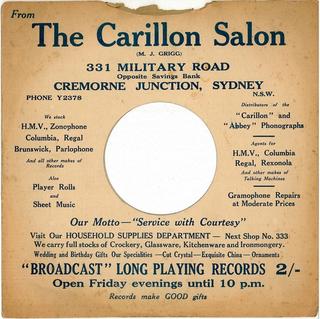 From
The Carillon Salon
(M. J. GRIGG)
331 MILITARY ROAD
Opposite Savings Bank
CREMORNE JUNCTION, SYDNEY
PHONE Y2378
N.S.W.
We stock
H.M.V., Zonophone
Columbia, Regal
Brunswick, Parlophone
And all other makes of
Records
Also
Player Rolls
and
Sheet Music
Distributors of the
"Carillon" and
"Abbey" Phonographs
Agents for
H.M.V., Columbia
Regal, Rexonola
And other makes of
Talking Machines
Gramophone Repairs
at Moderate Prices
Our Motto—"Service with Courtesy"
Visit Our HOUSEHOLD SUPPLIES DEPARTMENT — Next Shop No. 333
We carry full stocks of Crockery, Glassware, Kitchenware and Ironmongery.
Wedding and Birthday Gifts Our Specialities—Cut Crystal—Exquisite China—Ornaments
"BROADCAST" LONG PLAYING RECORDS 2/-
Open Friday evenings until 10 p.m.
Records make GOOD gifts